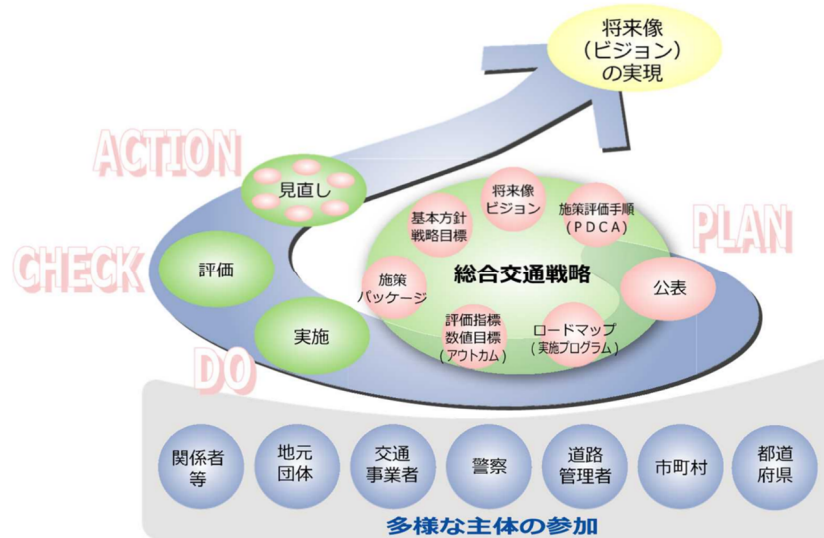 将来像
（ビジョン）
の実現
ACTION
見直し
将来像
ビジョン
基本方針
戦略目標
施策評価手順
(PDCA)
PLAN
CHECK
評価
総合交通戦略
施策
パッケージ
公表
評価指標
数値目標
(アウトカム)
ロードマップ
(実施プログラム)
実施
DO
関係者
等
地元
団体
交通
事業者
警察
道路
管理者
市町村
都道
府県
多様な主体の参加